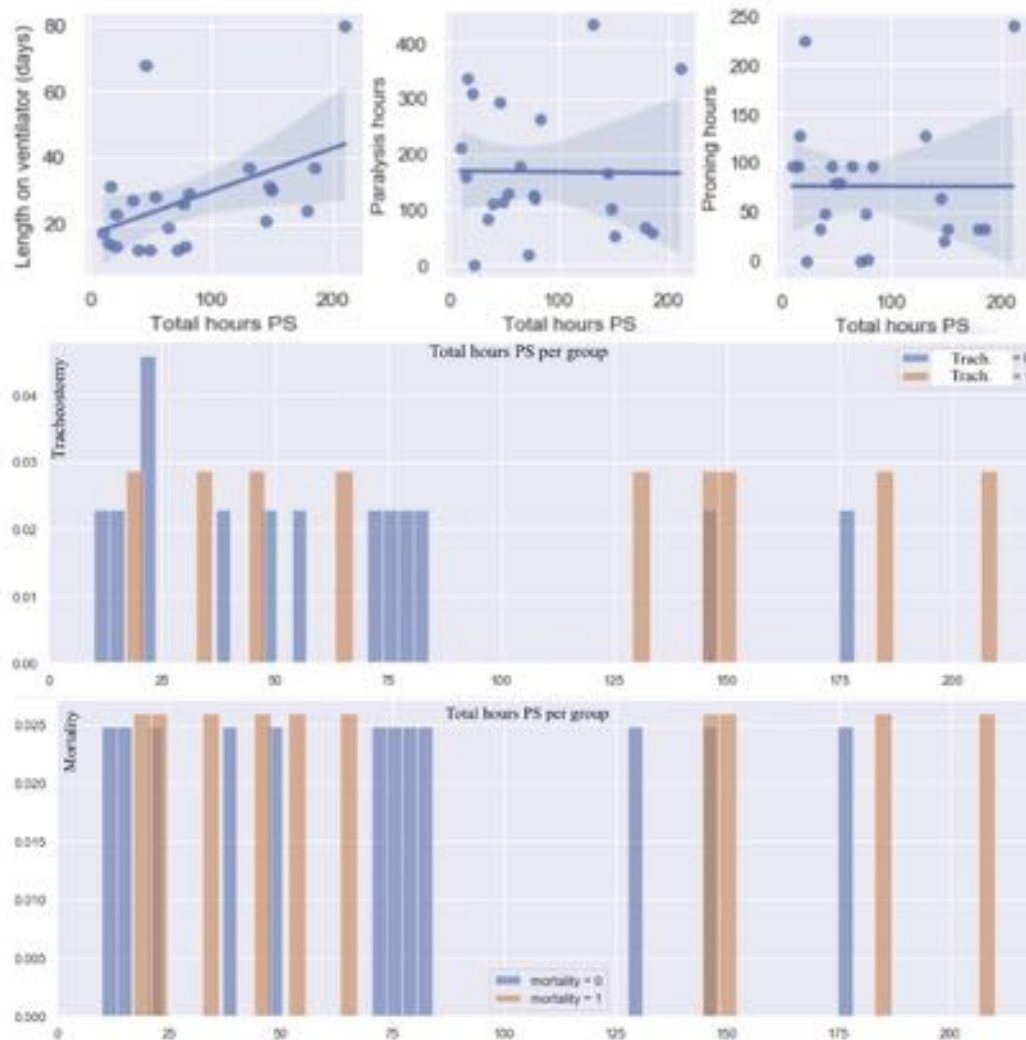 80
60
40
20
0 100 200
Length on ventilator (days)
Total hours PS
400
300
200
100
0
0 100 200
Paralysis hours
Total hours PS
250
200
150
100
50
0
0 100 200
Proning hours
Total hours PS
Total hours PS per group
Tracheostomy
Trach. =
Trach. =
0.04
0.03
0.02
0.01
0.00
0 25 50 75 100 125 150 175 200
Total hours PS per group
Mortality
0.025
0.020
0.015
0.010
0.005
0.000
mortality = 0
mortality = 1
0 25 50 75 100 125 150 175 200